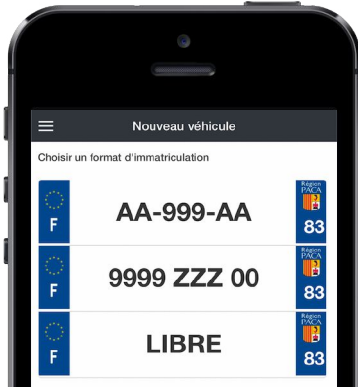 Nouveau véhicule
Choisir un format d'immatriculation
F
AA-999-AA
Région
PACA
83
F
9999 ZZZ 00
Région
PACA
83
F
LIBRE
Région
PACA
83